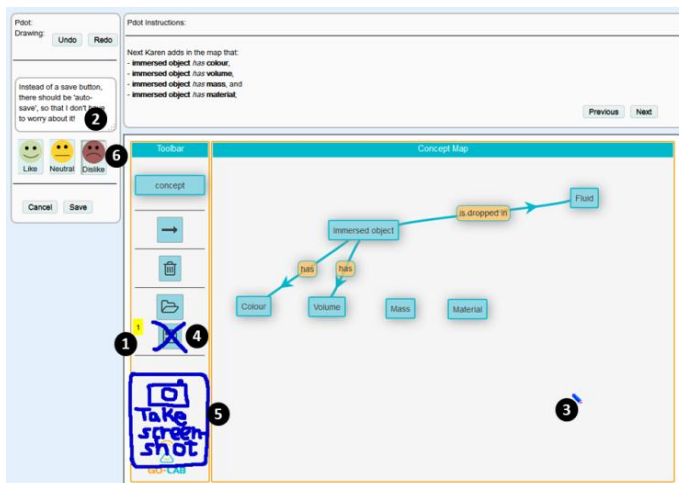 Pdot:
Drawing:
Undo Redo
Instead of a save button,
there should be 'auto-
save', so that I don't have
to worry about it!
2
6
Like Neutral Dislike
Cancel Save
Pdot Instructions:
Next Karen adds in the map that:
- immersed object has colour,
- immersed object has volume,
- immersed object has mass, and
- immersed object has material,
Previous Next
Toolbar
concept
1
1
4
5
Take
screen-
shot
GO-LAB
Concept Map
Fluid
is dropped in
Immersed object
has has
Colour Volume Mass Material
3